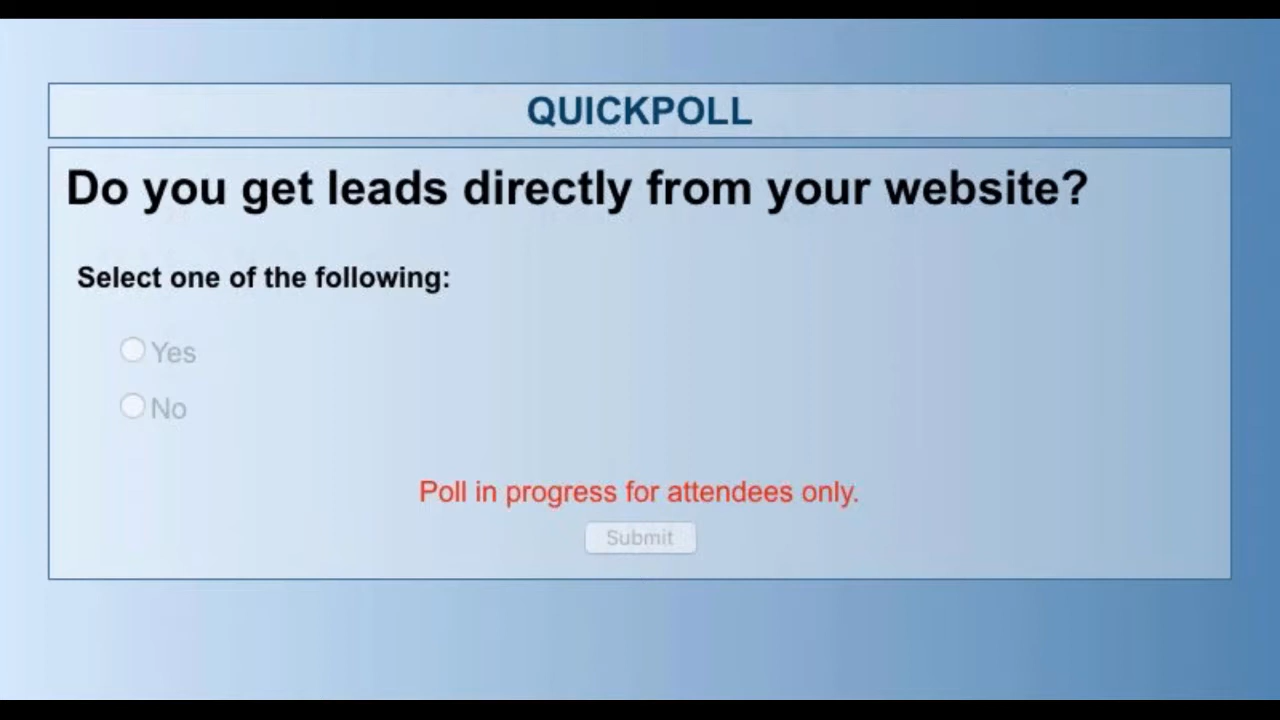 QUICKPOLL
Do you get leads directly from your website?
Select one of the following:
Yes
No
Poll in progress for attendees only.
Submit